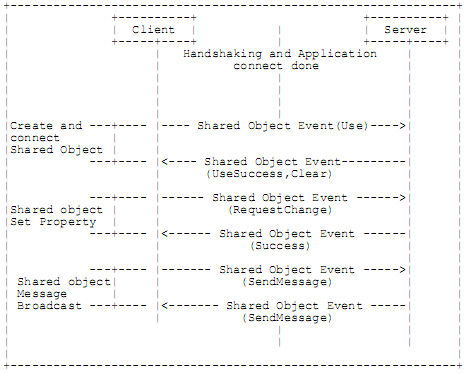 Client Server
Handshaking and Application
connect done
Create and
connect
Shared Object
Shared Object Event(Use)
Shared Object Event
(UseSuccess,Clear)
Shared object
Set Property
Shared Object Event
(RequestChange)
Shared Object Event
(Success)
Shared object
Message
Broadcast
Shared Object Event
(SendMessage)
Shared Object Event
(SendMessage)